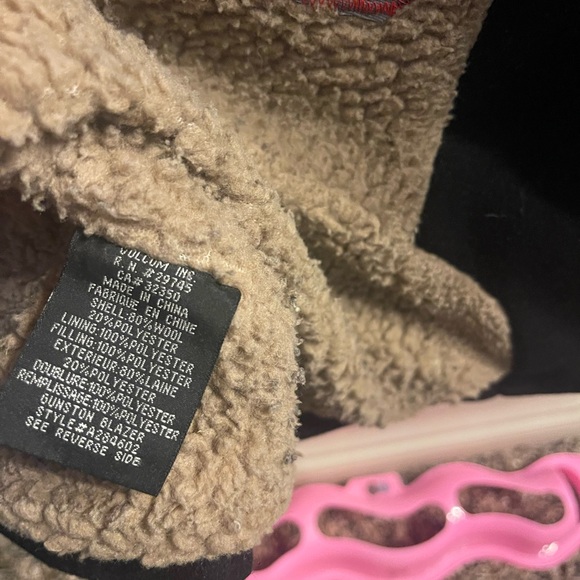 VOLCOM INC
R.N.#29745
CA#32350
MADE IN CHINA
FABRIQUE EN CHINE
SHELL:80%WOOL
20%POLYESTER
LINING:100%POLYESTER
FILLING:100%POLYESTER
EXTERIEUR:80%LAINE
20%POLYESTER
DOUBLURE:100%POLYESTER
REMPLISSAGE:100%POLYESTER
GUNSTON BLAZER
STYLE#A284602
SEE REVERSE SIDE